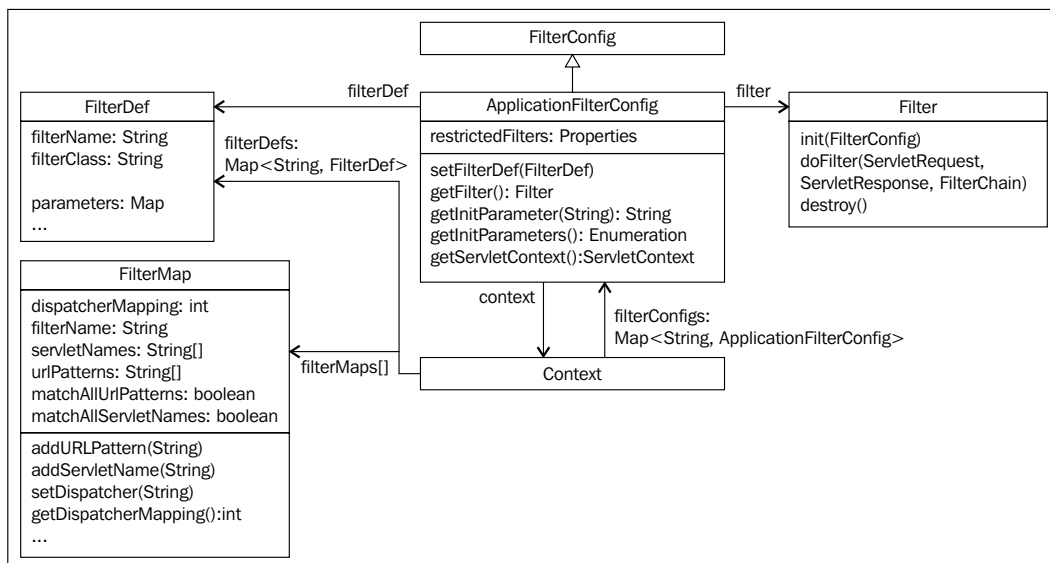 FilterConfig
filterDef
filter
FilterDef
filterName: String
filterClass: String
parameters: Map
...
filterDefs:
Map<String, FilterDef>
ApplicationFilterConfig
restrictedFilters: Properties
setFilterDef(FilterDef)
getFilter(): Filter
getInitParameter(String): String
getInitParameters(): Enumeration
getServletContext():ServletContext
Filter
init(FilterConfig)
doFilter(ServletRequest,
ServletResponse, FilterChain)
destroy()
FilterMap
dispatcherMapping: int
filterName: String
servletNames: String[]
urlPatterns: String[]
matchAllUrlPatterns: boolean
matchAllServletNames: boolean
addURLPattern(String)
addServletName(String)
setDispatcher(String)
getDispatcherMapping():int
...
context
filterConfigs:
Map<String, ApplicationFilterConfig>
filterMaps[]
Context